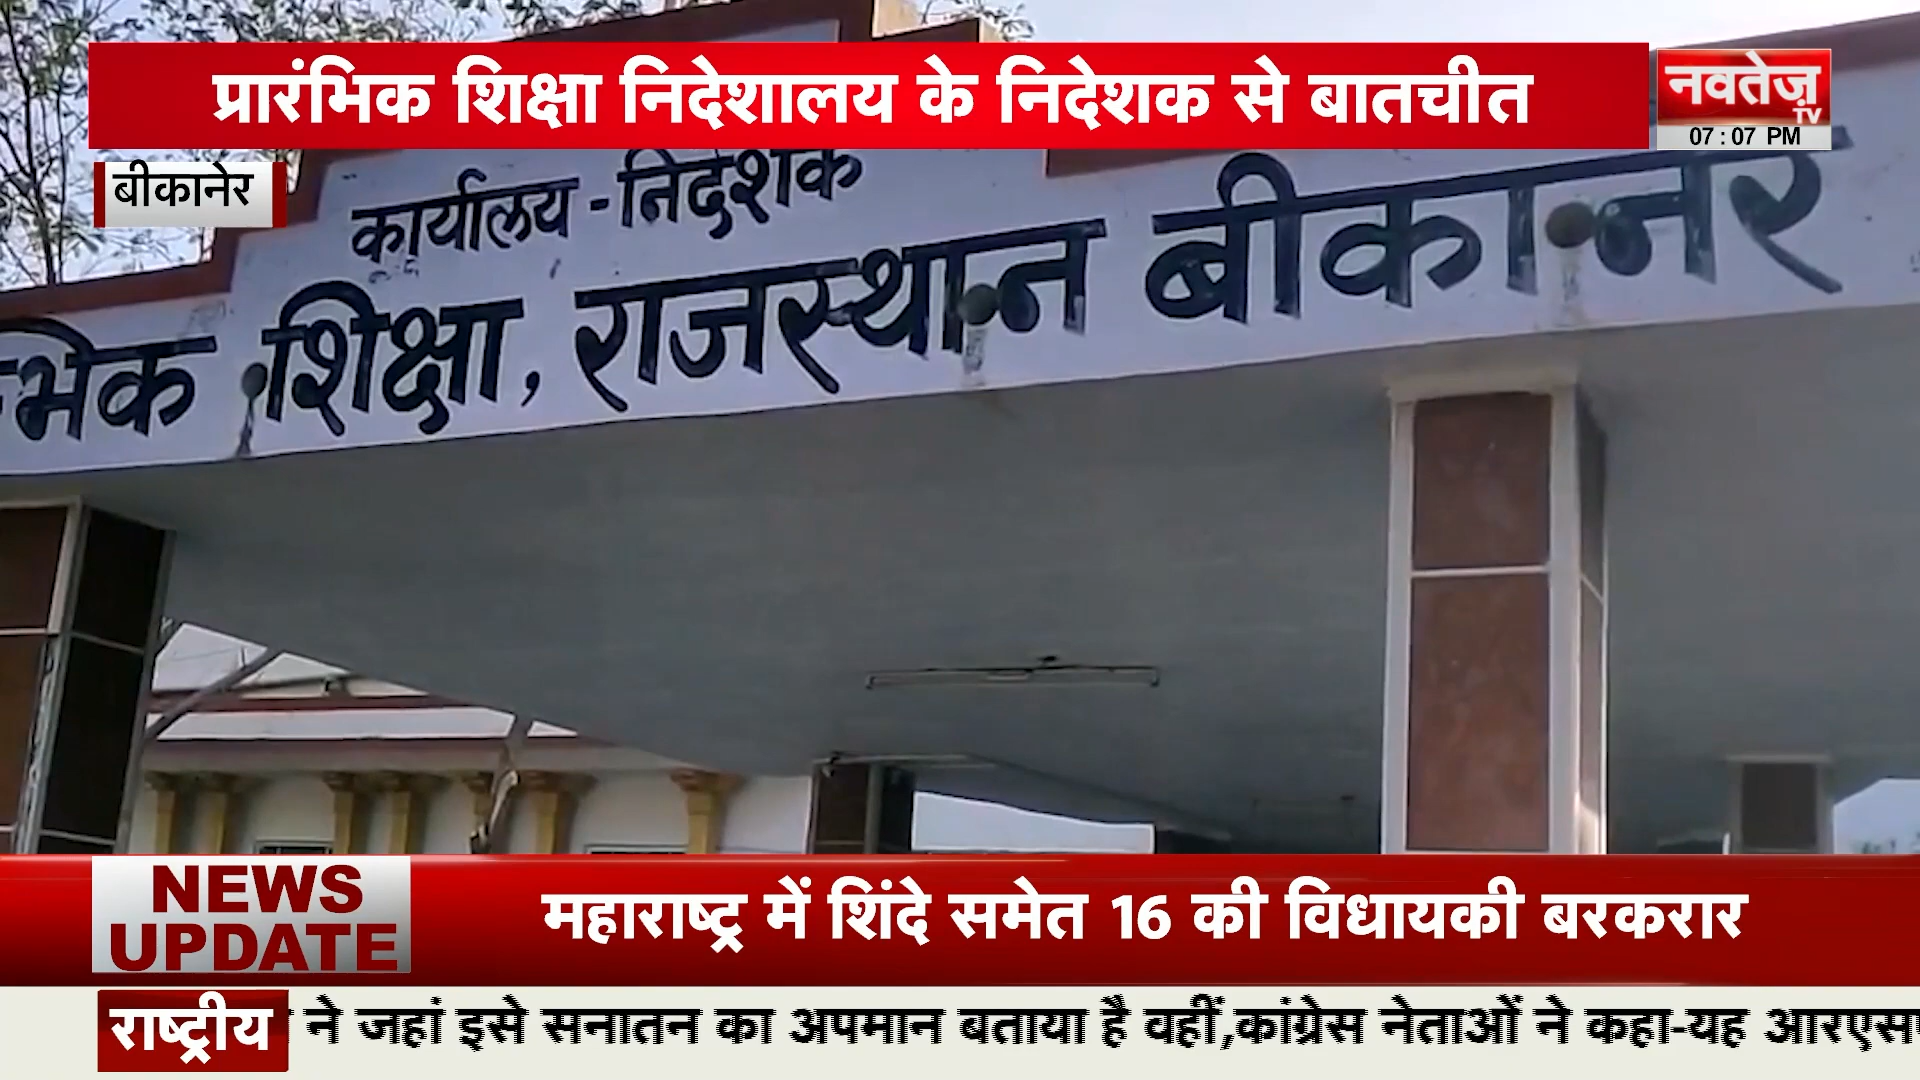 प्रारंभिक शिक्षा निदेशालय के निदेशक से बातचीत
नवतेज़
TV
07:07 PM
बीकानेर
कार्यालय - निदेशक
शिक्षा, राजस्थान बीकानेर
NEWS
UPDATE
महाराष्ट्र में शिंदे समेत 16 की विधायकी बरकरार
राष्ट्रीय
ने जहां इसे सनातन का अपमान बताया है वहीं,कांग्रेस नेताओं ने कहा-यह